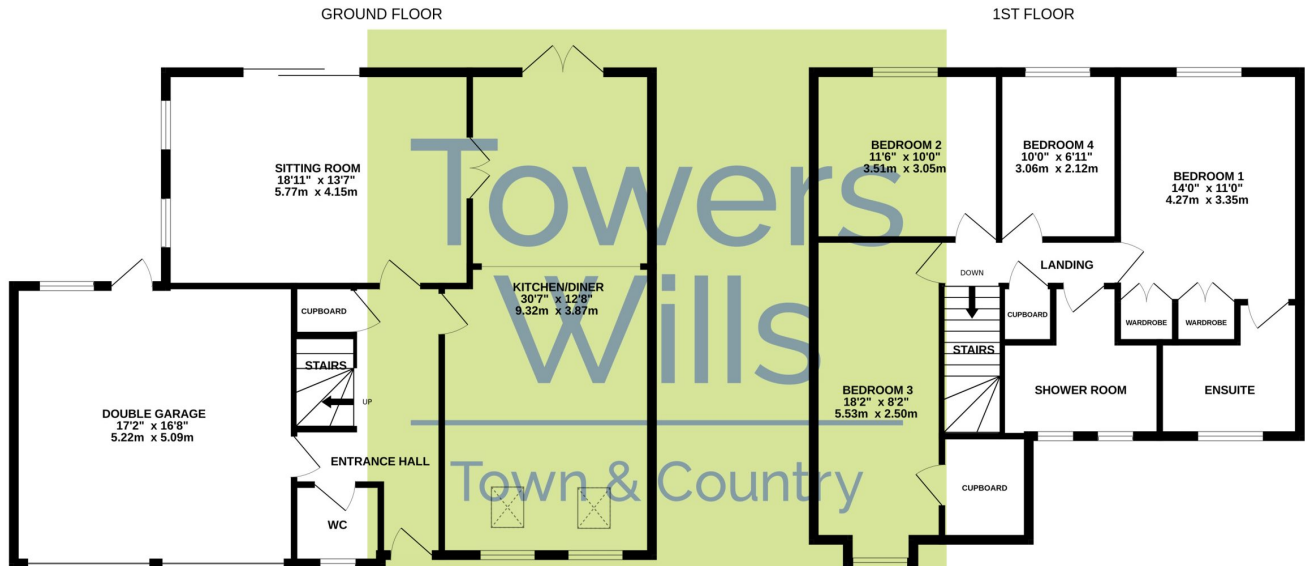 GROUND FLOOR
SITTING ROOM
18'11" x 13'7"
5.77m x 4.15m
KITCHEN/DINER
30'7" x 12'8"
9.32m x 3.87m
CUPBOARD
STAIRS
UP
DOUBLE GARAGE
17'2" x 16'8"
5.22m x 5.09m
ENTRANCE HALL
WC
1ST FLOOR
BEDROOM 2
11'6" x 10'0"
3.51m x 3.05m
BEDROOM 4
10'0" x 6'11"
3.06m x 2.12m
BEDROOM 1
14'0" x 11'0"
4.27m x 3.35m
DOWN
LANDING
CUPBOARD
WARDROBE
WARDROBE
STAIRS
BEDROOM 3
18'2" x 8'2"
5.53m x 2.50m
SHOWER ROOM
ENSUITE
CUPBOARD
Towers
Wills
Town & Country